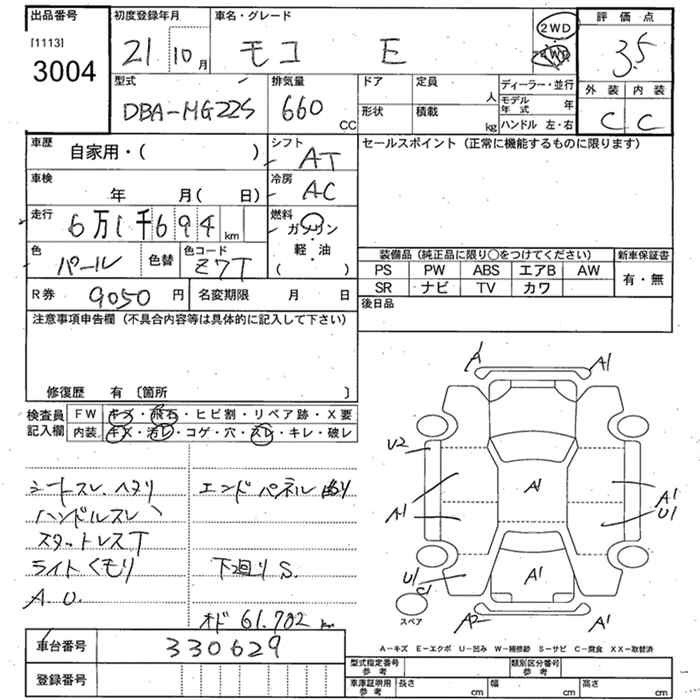 出品番号
[1113]
3004
初度登録年月
21 10 月
車名・グレード
モコ E
2WD
4WD
評価点
3.5
外装 内装
C C
型式
DBA-MG22S
排気量
660 CC
ドア
定員
人
形状
積載
kg
ディーラー・並行
モデル年式 年
ハンドル 左・右
車歴
自家用・( )
シフト
AT
セールスポイント(正常に機能するものに限ります)
車検
年 月( 日)
冷房
AC
走行
6万1千694 km
燃料
ガソリン
軽・油
( )
色
パール
色替
色コード
Z7T
装備品(純正品に限り〇をつけてください)
新車保証書
PS PW ABS エアB AW
SR ナビ TV カワ
有・無
R券
9050 円
名変期限 月 日
後日品
注意事項申告欄(不具合内容等は具体的に記入して下さい)
修復歴 有 〔箇所 〕
検査員記入欄
FW キズ・飛石・ヒビ割・リペア跡・X要
内装 キズ・汚レ・コゲ・穴・スレ・キレ・破レ
シートスレ、ヘタリ
ハンドルスレ
スタットレスT
ライトくもり
A.U.
エンドパネル曲り
下廻りS.
オド 61.702 km
A
A1
U2
A1
A1
A1
U1
U1
C1
A1
A2
A1
スペア
車台番号
330629
登録番号
A－キズ E－エクボ U－凹み W－補修跡 S－サビ C－腐食 XX－取替済
型式指定番号 参考
類別区分番号 参考
車庫証明用 参考
長さ cm
幅 cm
高さ cm